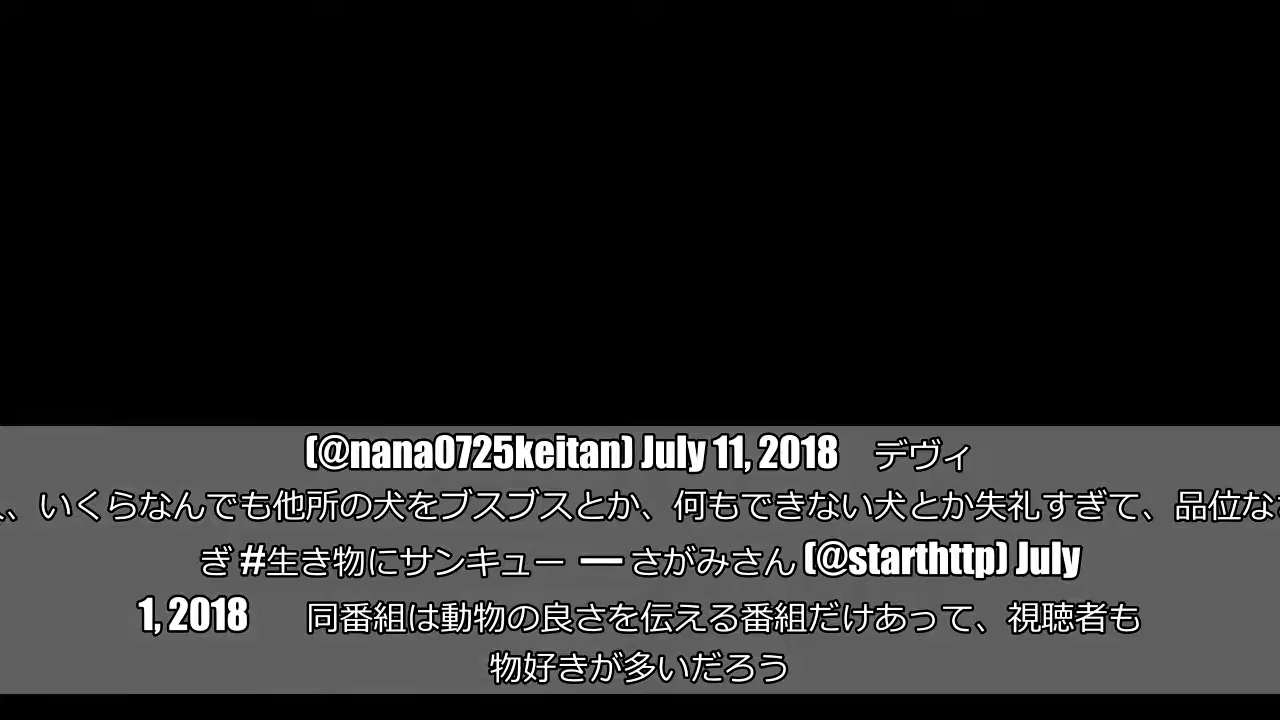 (@nana0725keitan) July 11, 2018　デヴィ
、いくらなんでも他所の犬をブスブスとか、何もできない犬とか失礼すぎて、品位な
ぎ #生き物にサンキュー — さがみさん (@starthttp) July
1, 2018　 同番組は動物の良さを伝える番組だけあって、視聴者も
物好きが多いだろう